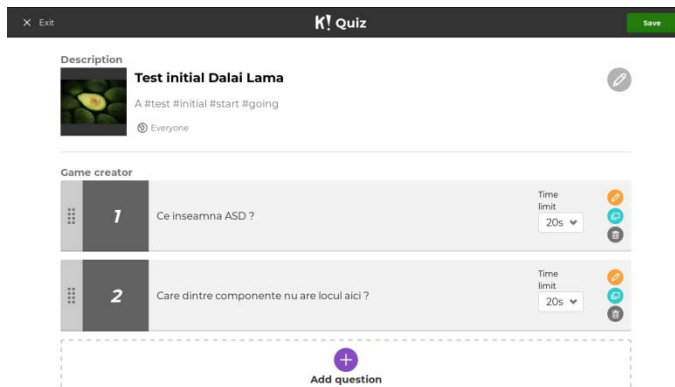 Exit
K! Quiz
Save
Description
Test initial Dalai Lama
A #test #initial #start #going
Everyone
Game creator
1
Ce inseamna ASD ?
Time
limit
20s
2
Care dintre componente nu are locul aici ?
Time
limit
20s
Add question